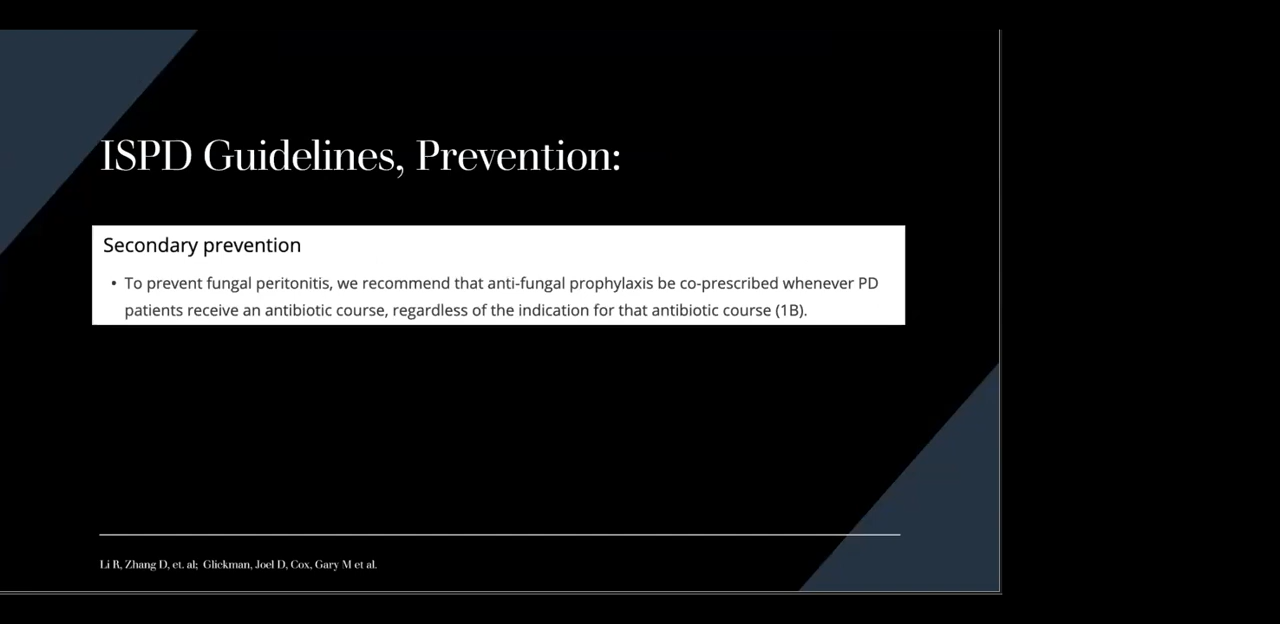 ISPD Guidelines, Prevention:
Secondary prevention
• To prevent fungal peritonitis, we recommend that anti-fungal prophylaxis be co-prescribed whenever PD
patients receive an antibiotic course, regardless of the indication for that antibiotic course (1B).
Li R, Zhang D, et. al; Glickman, Joel D, Cox, Gary M et al.